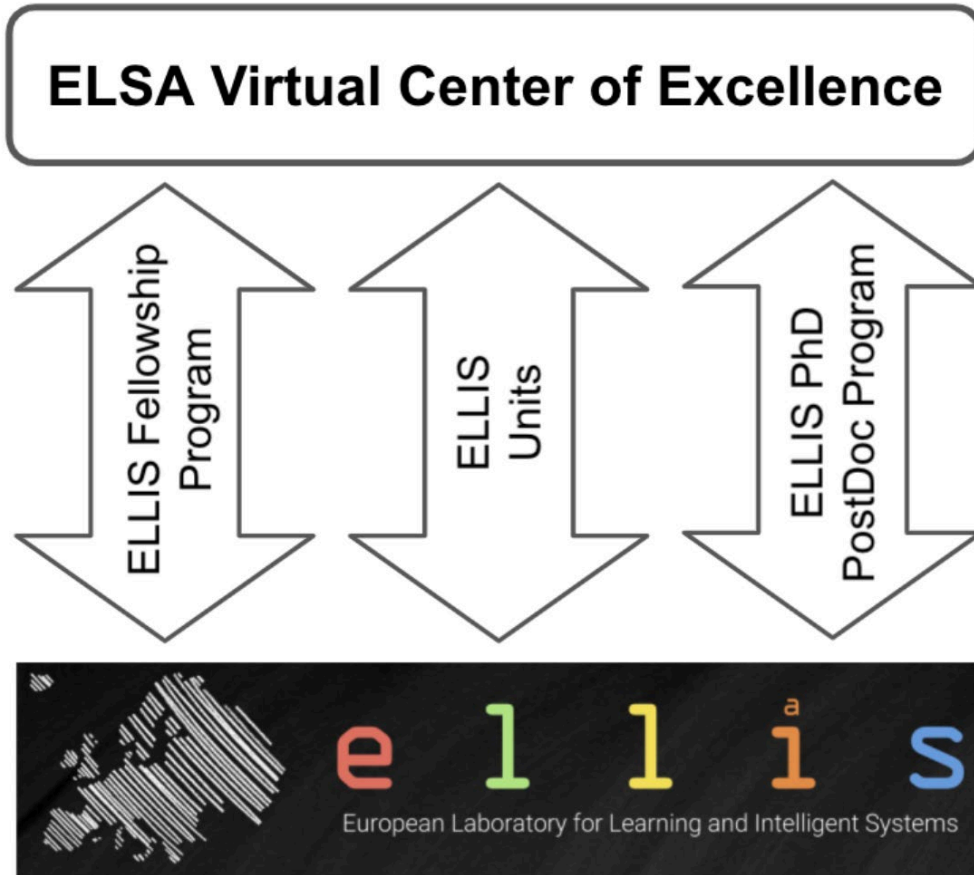 ELSA Virtual Center of Excellence
ELLIS Fellowship
Program
ELLIS
Units
ELLIS PhD
PostDoc Program
a
e l l i s
European Laboratory for Learning and Intelligent Systems